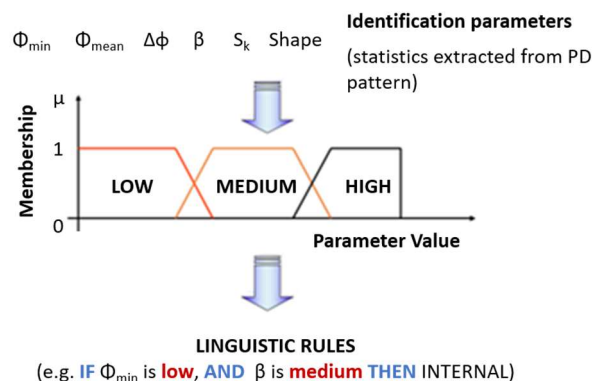 Identification parameters
Φmin Φmean Δϕ β Sk Shape
(statistics extracted from PD
pattern)
μ
Membership
1
LOW MEDIUM HIGH
0
Parameter Value
LINGUISTIC RULES
(e.g. IF Φmin is low, AND β is medium THEN INTERNAL)